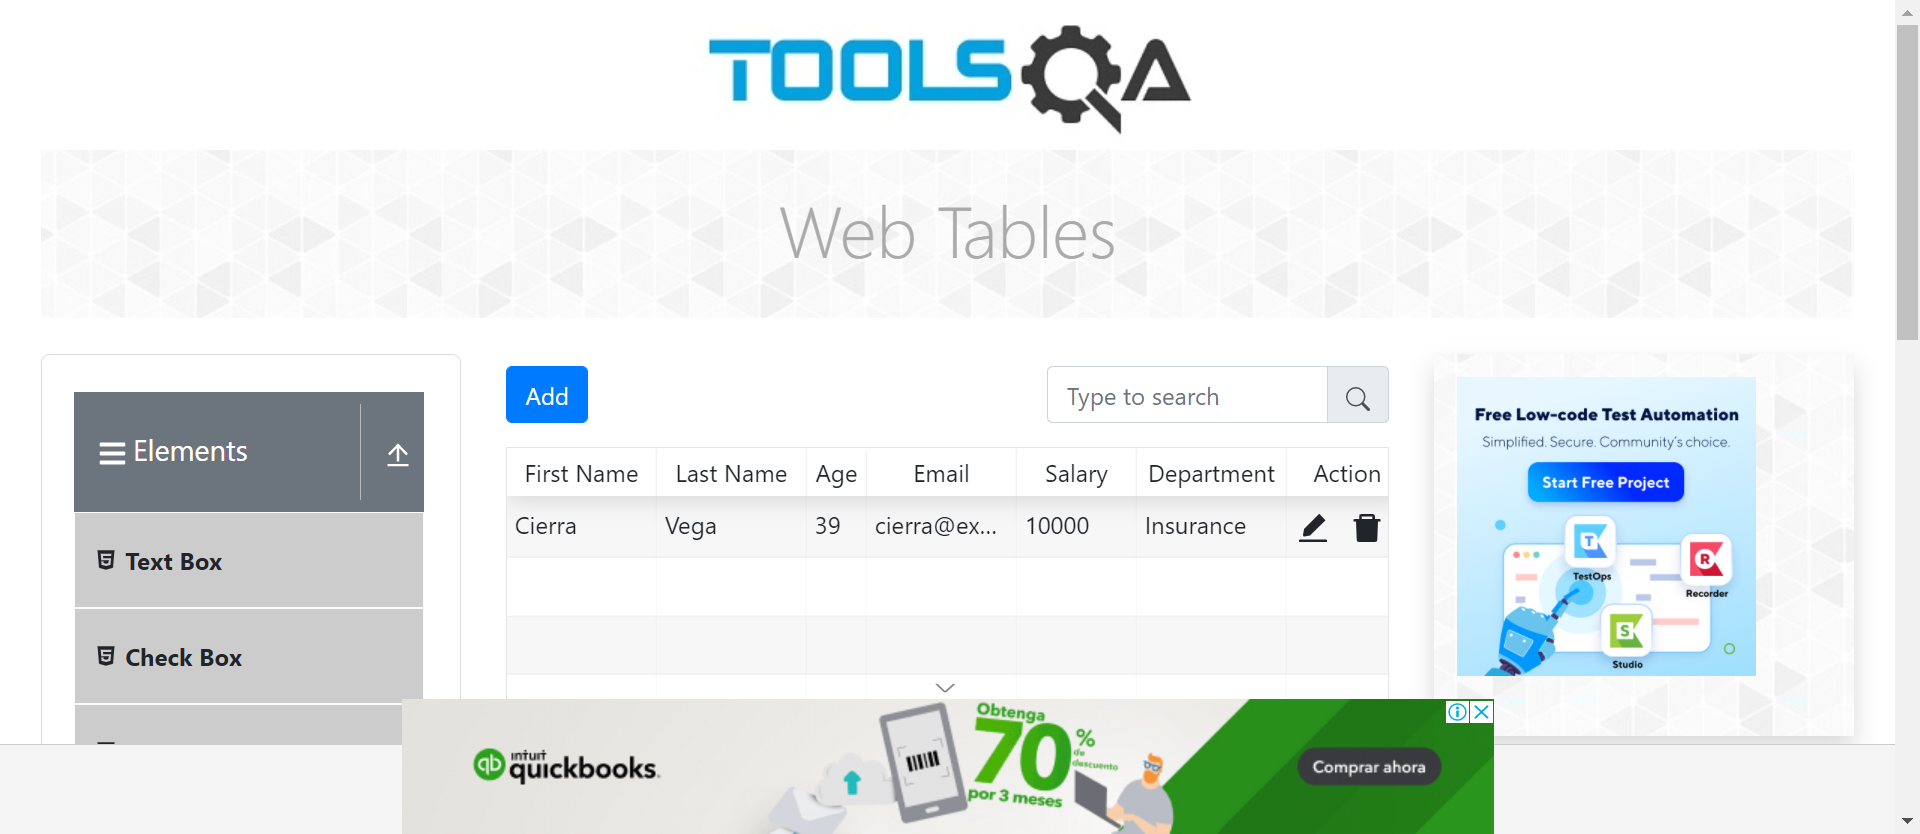 TOOLSQA
Web Tables
Elements
Text Box
Check Box
Add
Type to search
First Name Last Name Age Email Salary Department Action
Cierra Vega 39 cierra@ex... 10000 Insurance
Free Low-code Test Automation
Simplified. Secure. Community's choice.
Start Free Project
TestOps
Recorder
Studio
intuit
quickbooks.
Obtenga
70%
de
descuento
por 3 meses
Comprar ahora